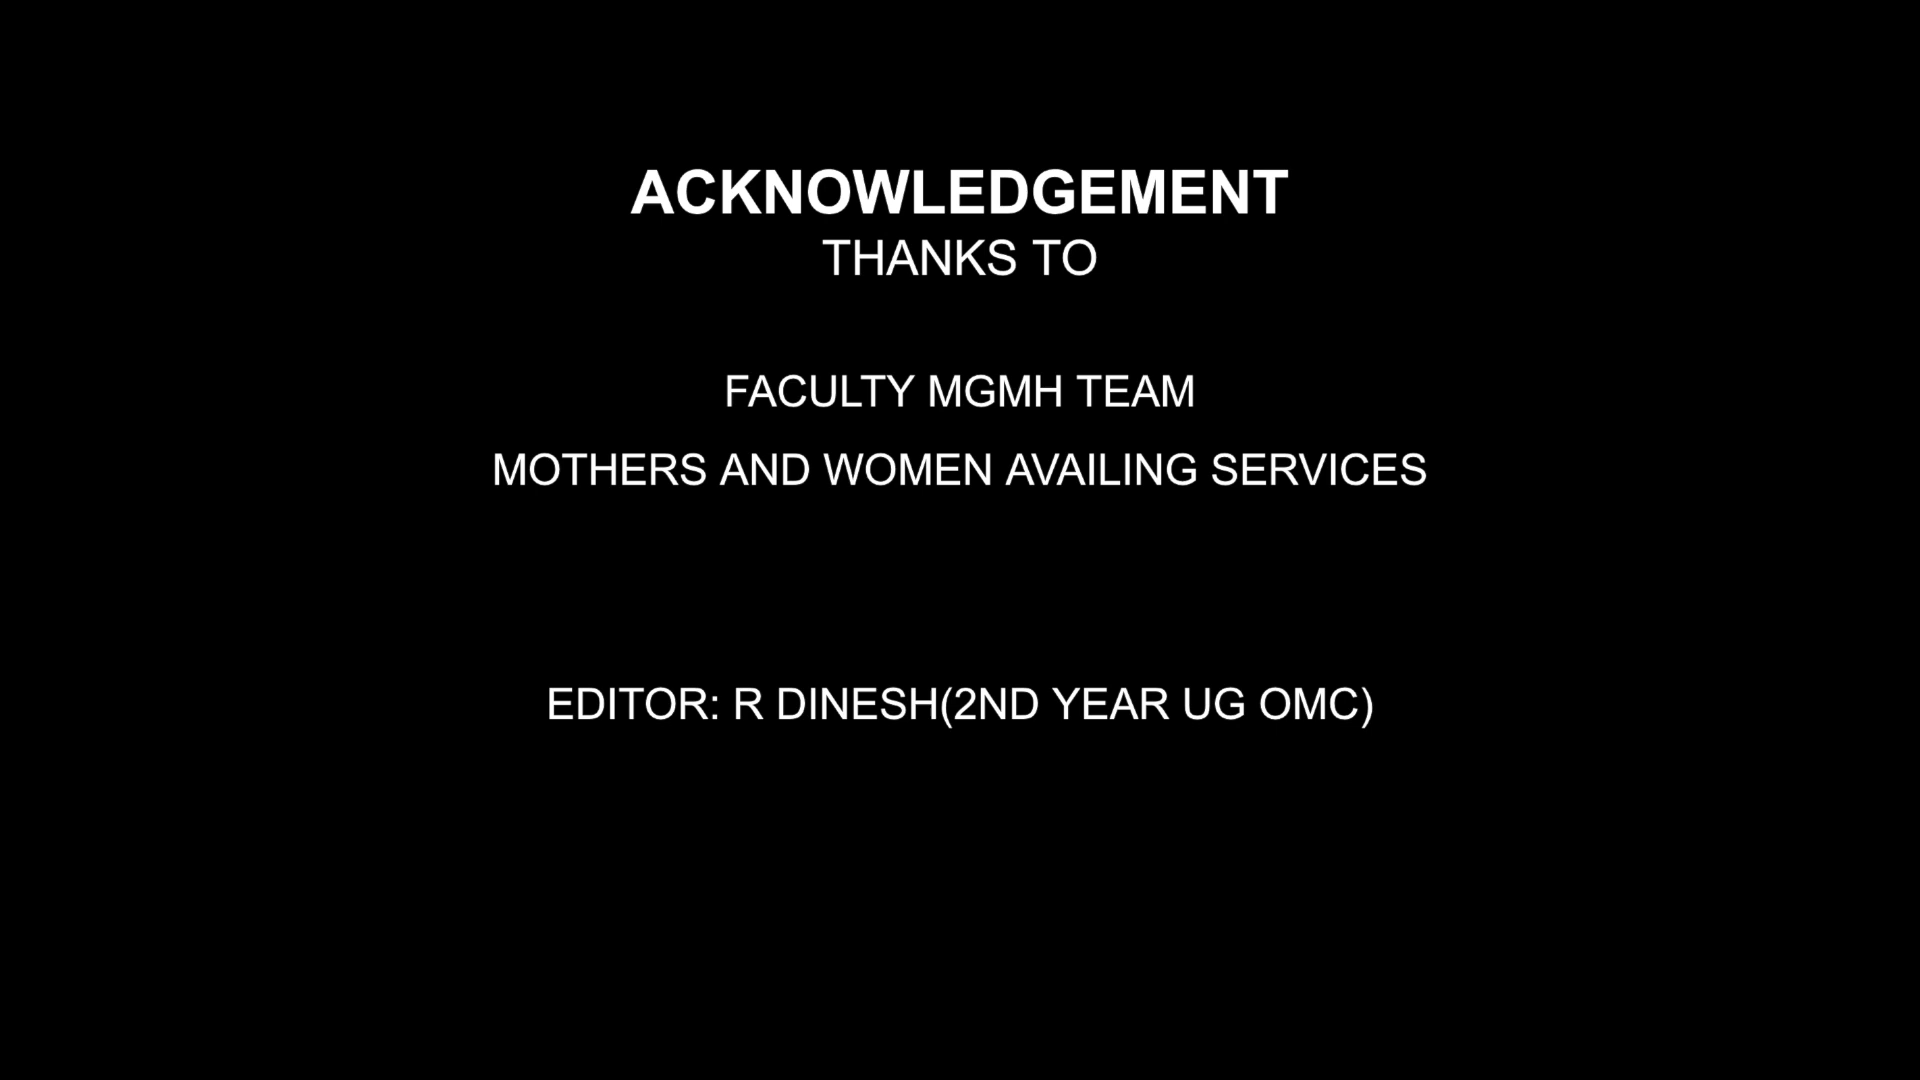 ACKNOWLEDGEMENT
THANKS TO
FACULTY MGMH TEAM
MOTHERS AND WOMEN AVAILING SERVICES
EDITOR: R DINESH(2ND YEAR UG OMC)